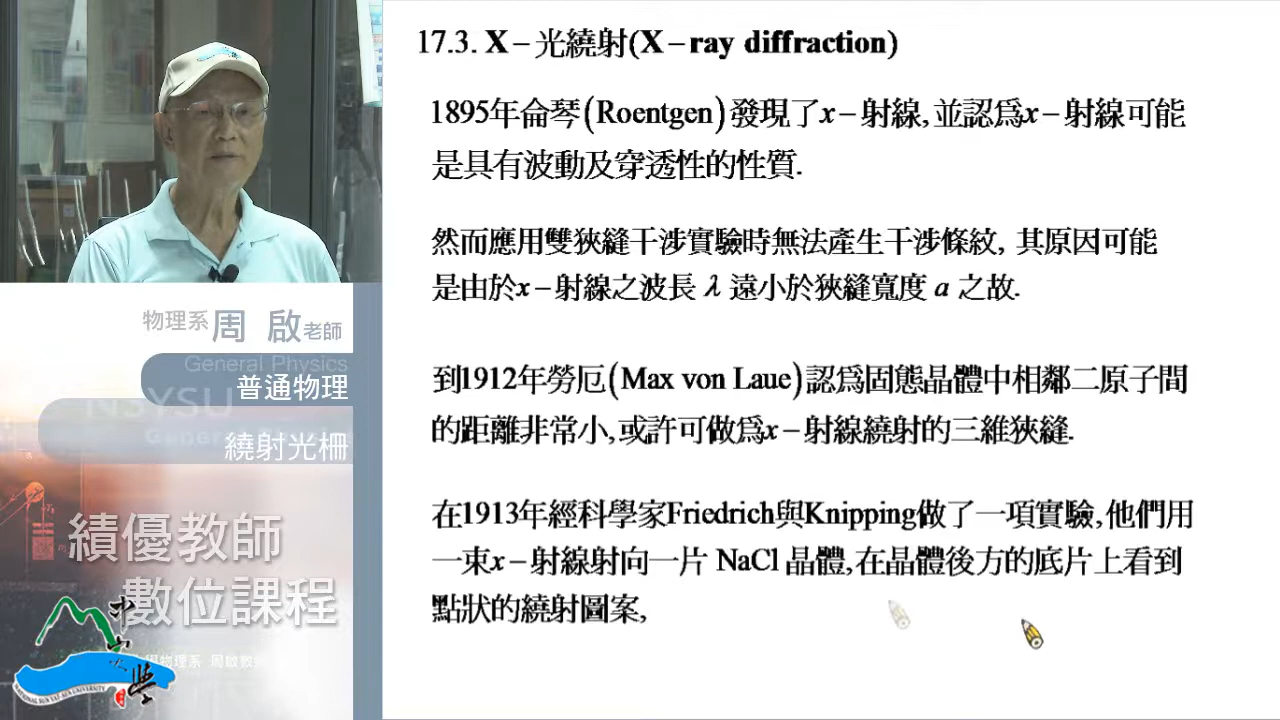 17.3. X－光繞射(X－ray diffraction)
1895年侖琴(Roentgen)發現了x－射線,並認為x－射線可能
是具有波動及穿透性的性質.
然而應用雙狹縫干涉實驗時無法產生干涉條紋, 其原因可能
是由於x－射線之波長 λ 遠小於狹縫寬度 a 之故.
到1912年勞厄(Max von Laue)認為固態晶體中相鄰二原子間
的距離非常小,或許可做為x－射線繞射的三維狹縫.
在1913年經科學家Friedrich與Knipping做了一項實驗,他們用
一束x－射線射向一片 NaCl 晶體,在晶體後方的底片上看到
點狀的繞射圖案,
物理系周 啟老師
General Physics
普通物理
NSYSU
繞射光柵
績優教師
數位課程
NATIONAL SUN YAT-SEN UNIVERSITY